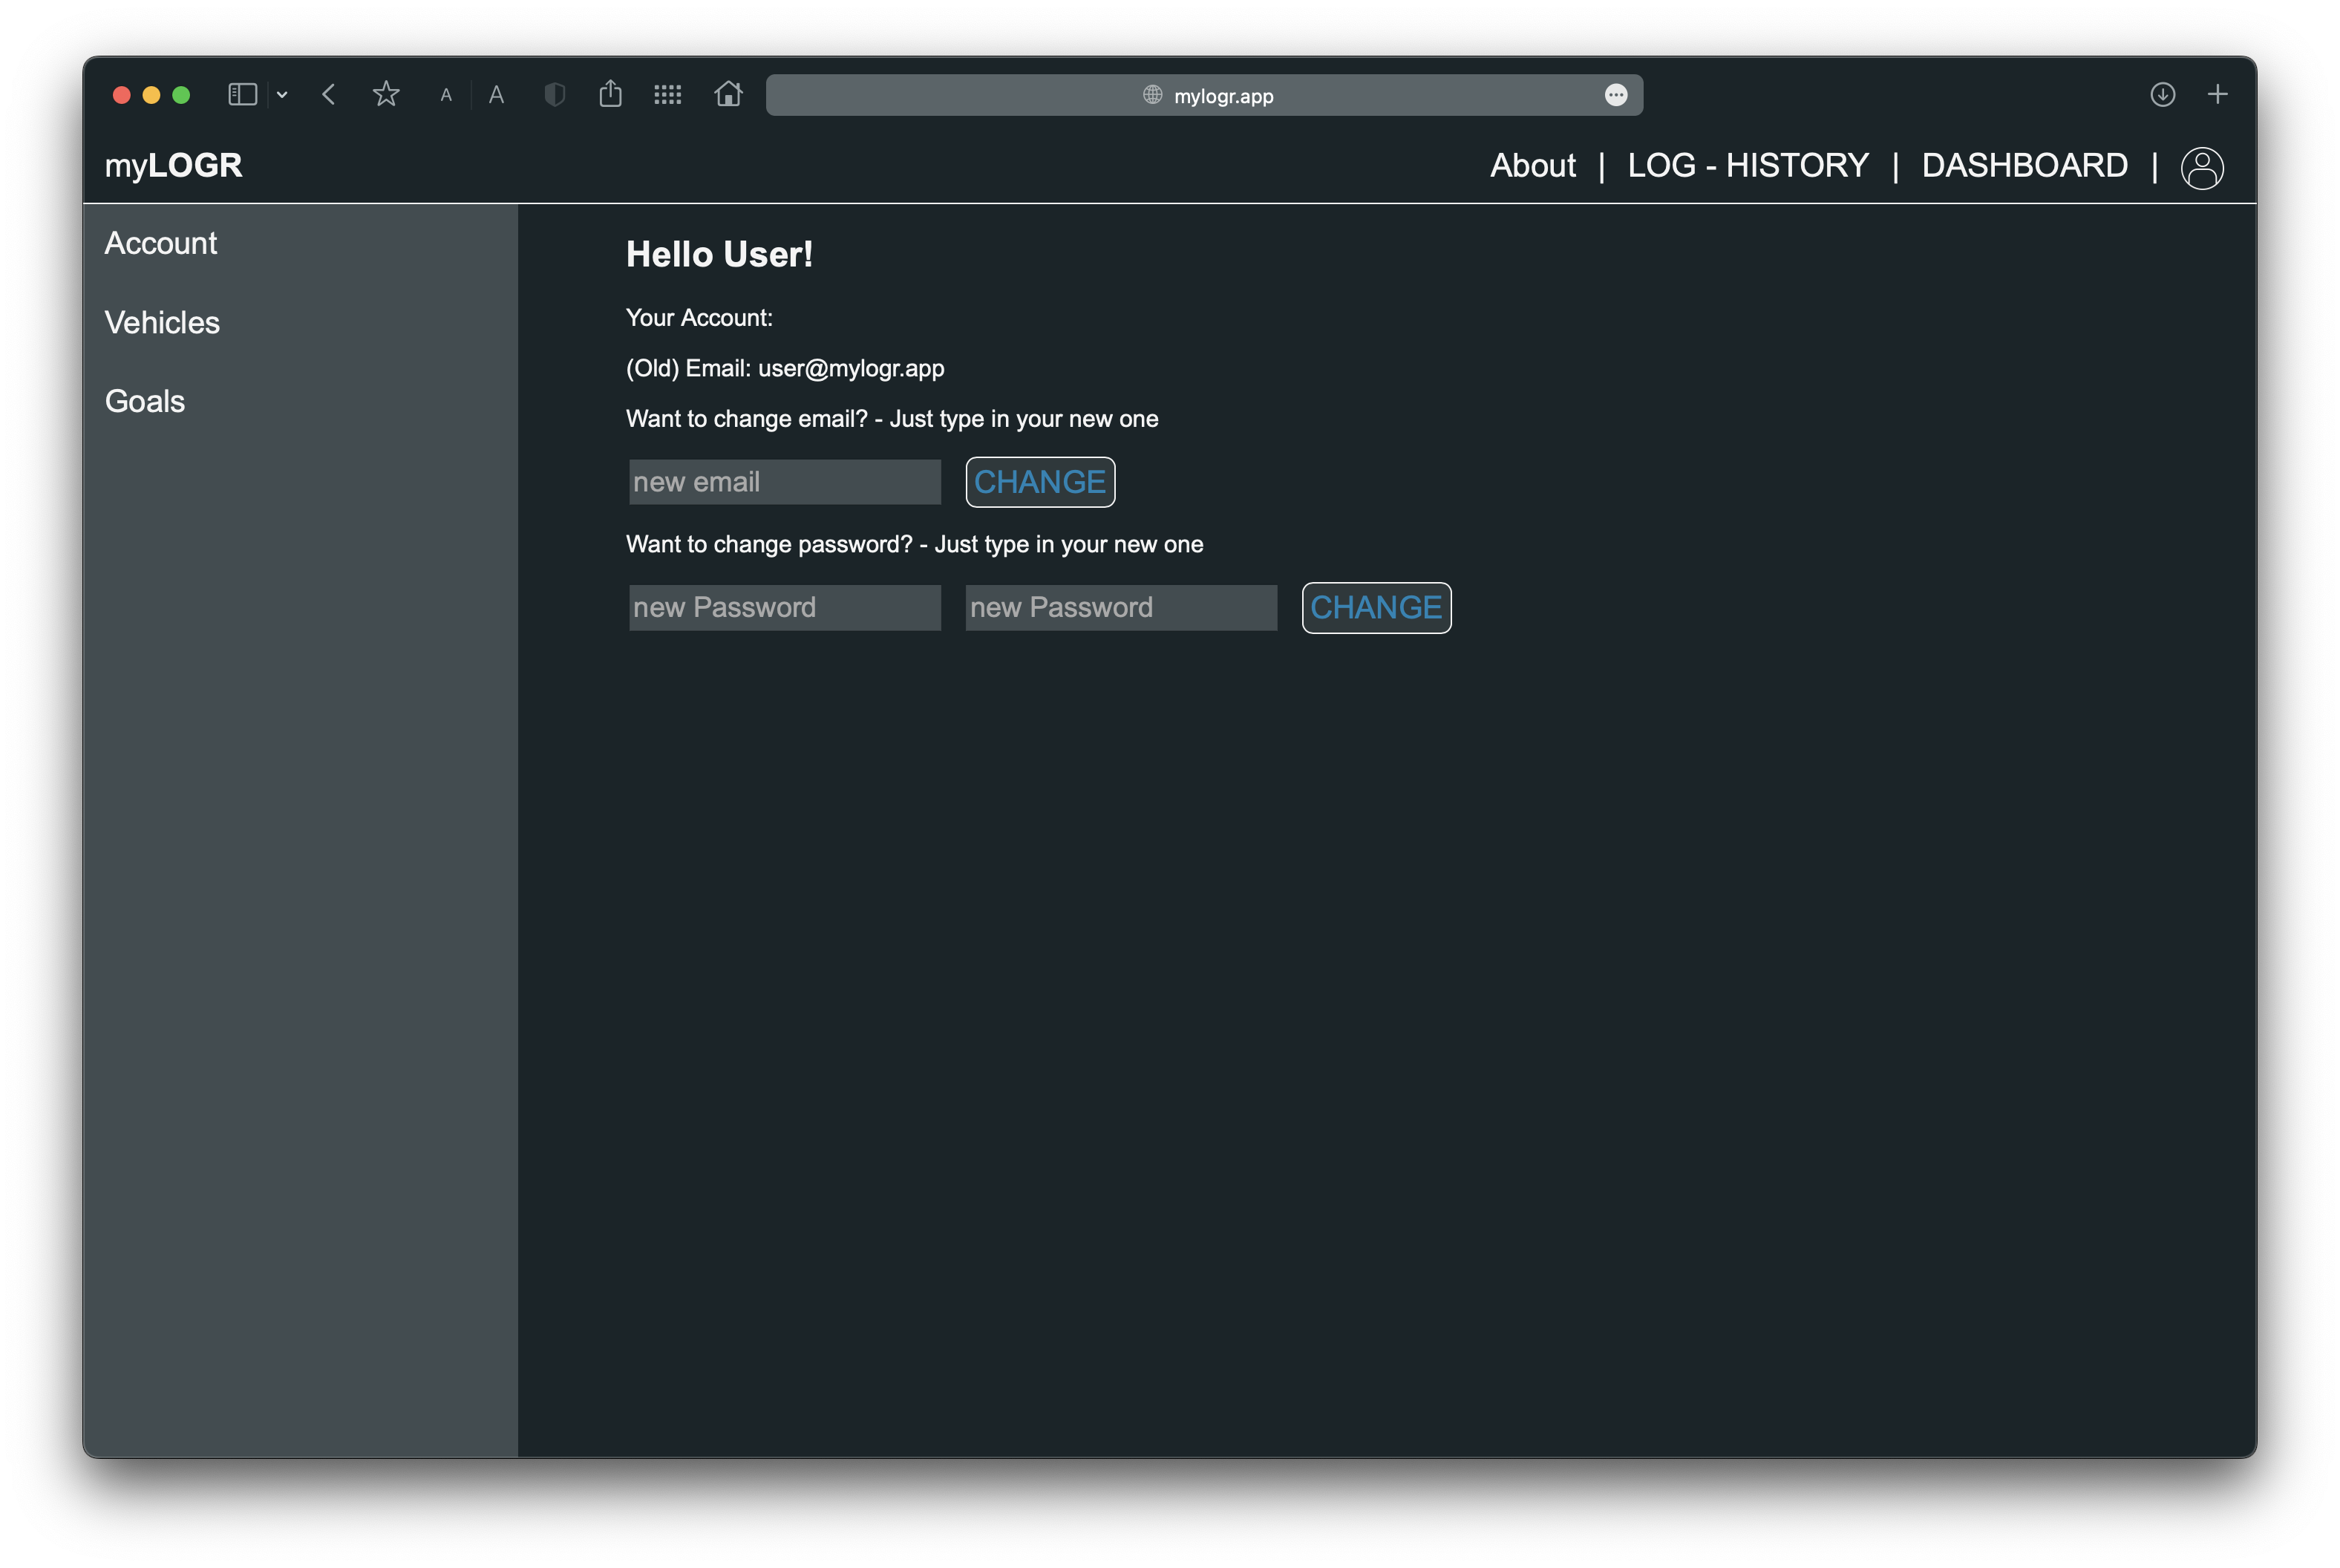 A A mylogr.app
myLOGR About | LOG - HISTORY | DASHBOARD |
Account
Vehicles
Goals
Hello User!
Your Account:
(Old) Email: user@mylogr.app
Want to change email? - Just type in your new one
new email CHANGE
Want to change password? - Just type in your new one
new Password new Password CHANGE